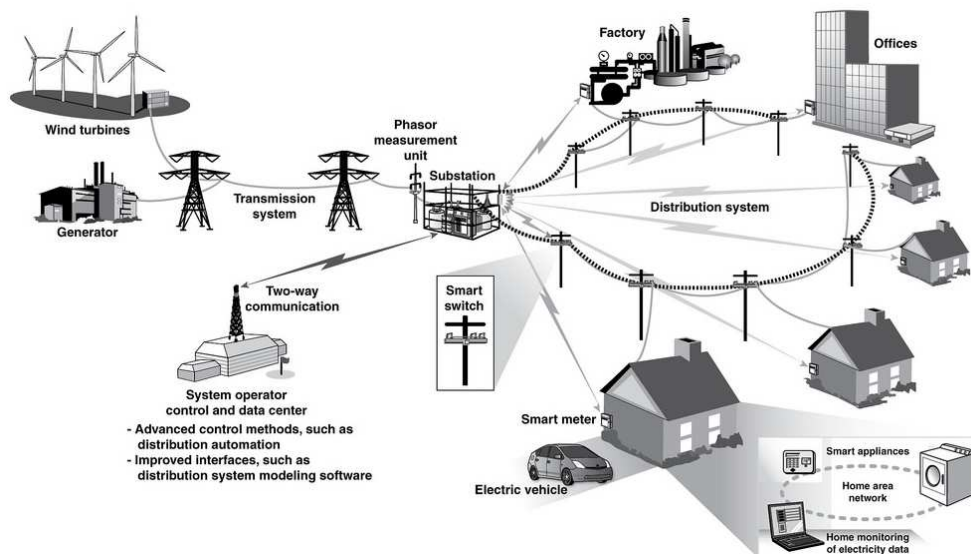 Factory
Offices
Wind turbines
Phasor
measurement
unit
Substation
Transmission
system
Generator
Distribution system
Two-way
communication
Smart
switch
System operator
control and data center
- Advanced control methods, such as
distribution automation
- Improved interfaces, such as
distribution system modeling software
Smart meter
Electric vehicle
Smart appliances
Home area
network
Home monitoring
of electricity data